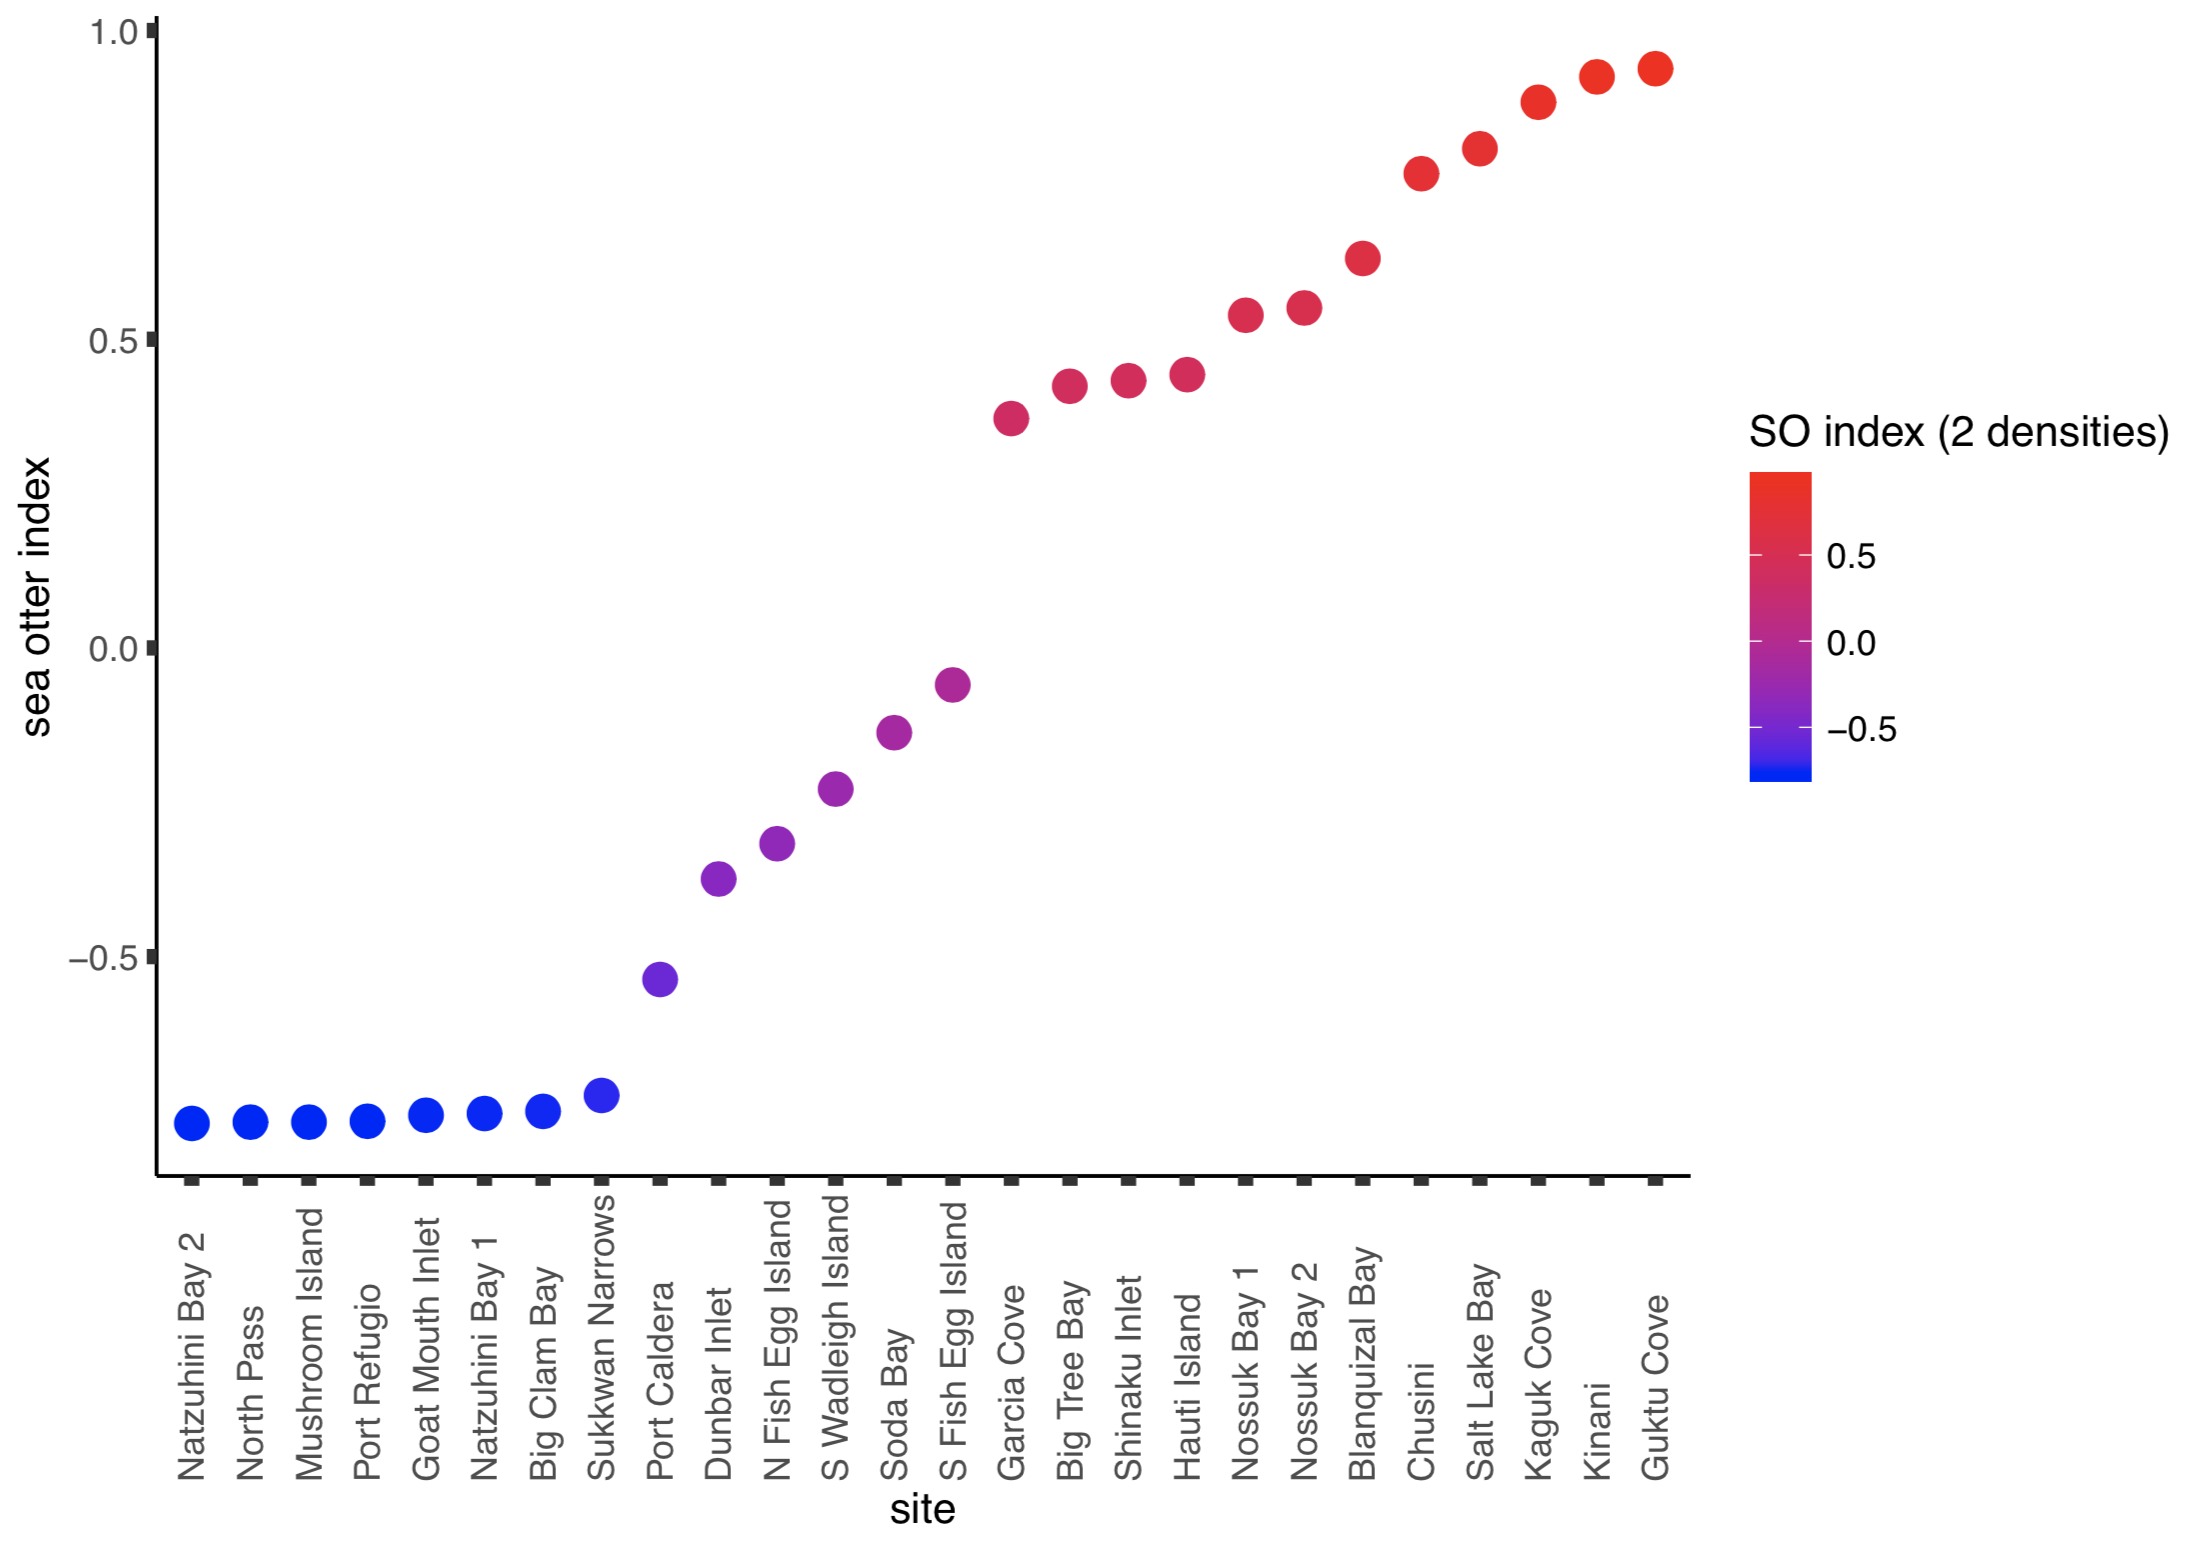 1.0
0.5
0.0
−0.5
sea otter index
Natzuhini Bay 2
North Pass
Mushroom Island
Port Refugio
Goat Mouth Inlet
Natzuhini Bay 1
Big Clam Bay
Sukkwan Narrows
Port Caldera
Dunbar Inlet
N Fish Egg Island
S Wadleigh Island
Soda Bay
S Fish Egg Island
Garcia Cove
Big Tree Bay
Shinaku Inlet
Hauti Island
Nossuk Bay 1
Nossuk Bay 2
Blanquizal Bay
Chusini
Salt Lake Bay
Kaguk Cove
Kinani
Guktu Cove
site
SO index (2 densities)
0.5
0.0
−0.5